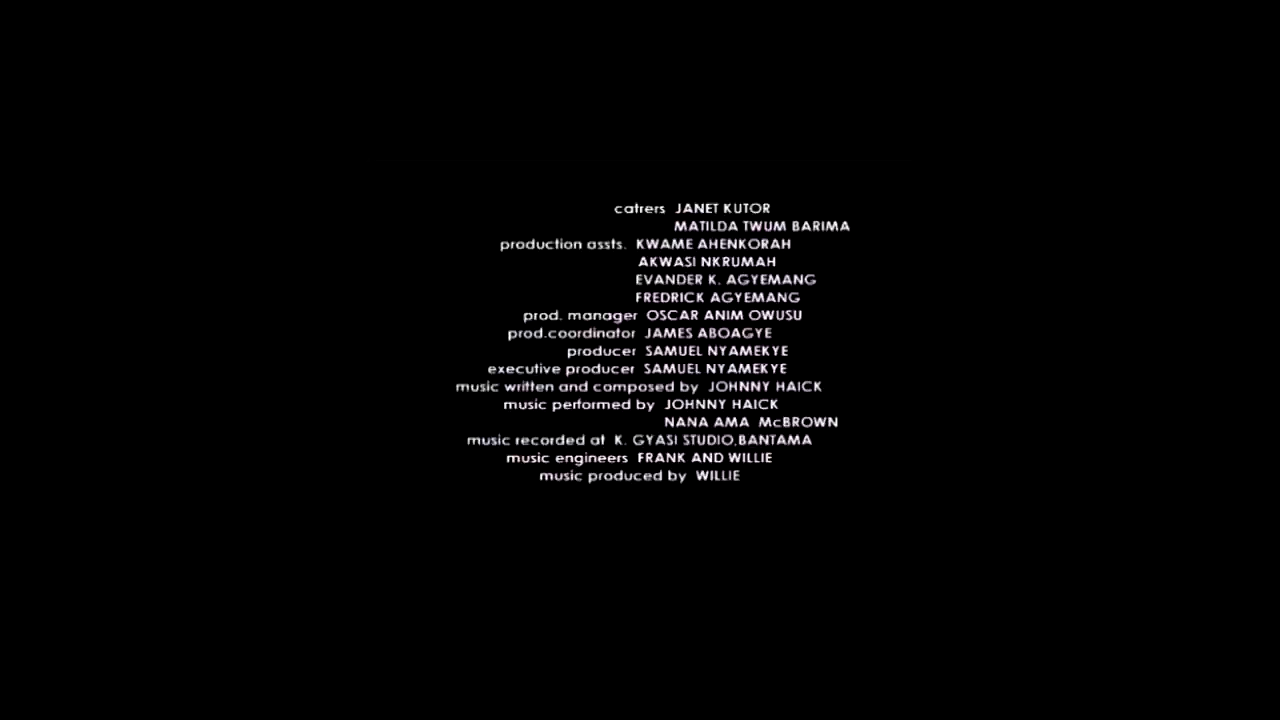 catrers JANET KUTOR
MATILDA TWUM BARIMA
production assts. KWAME AHENKORAH
AKWASI NKRUMAH
EVANDER K. AGYEMANG
FREDRICK AGYEMANG
prod. manager OSCAR ANIM OWUSU
prod.coordinator JAMES ABOAGYE
producer SAMUEL NYAMEKYE
executive producer SAMUEL NYAMEKYE
music written and composed by JOHNNY HAICK
music performed by JOHNNY HAICK
NANA AMA McBROWN
music recorded at K. GYASI STUDIO,BANTAMA
music engineers FRANK AND WILLIE
music produced by WILLIE